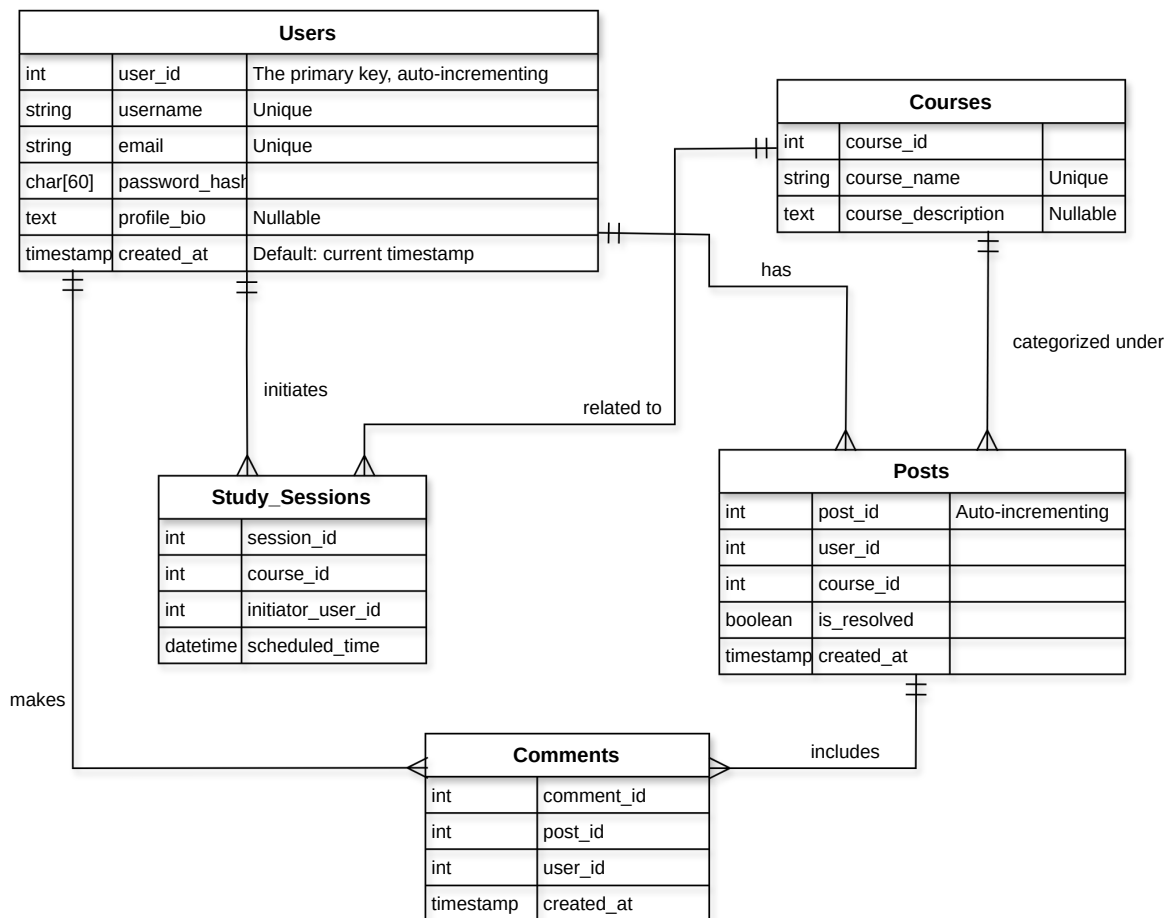 Users
int user_id The primary key, auto-incrementing
string username Unique
string email Unique
char[60] password_hash
text profile_bio Nullable
timestamp created_at Default: current timestamp
Courses
int course_id
string course_name Unique
text course_description Nullable
has
categorized under
initiates
related to
Study_Sessions
int session_id
int course_id
int initiator_user_id
datetime scheduled_time
Posts
int post_id Auto-incrementing
int user_id
int course_id
boolean is_resolved
timestamp created_at
makes
includes
Comments
int comment_id
int post_id
int user_id
timestamp created_at